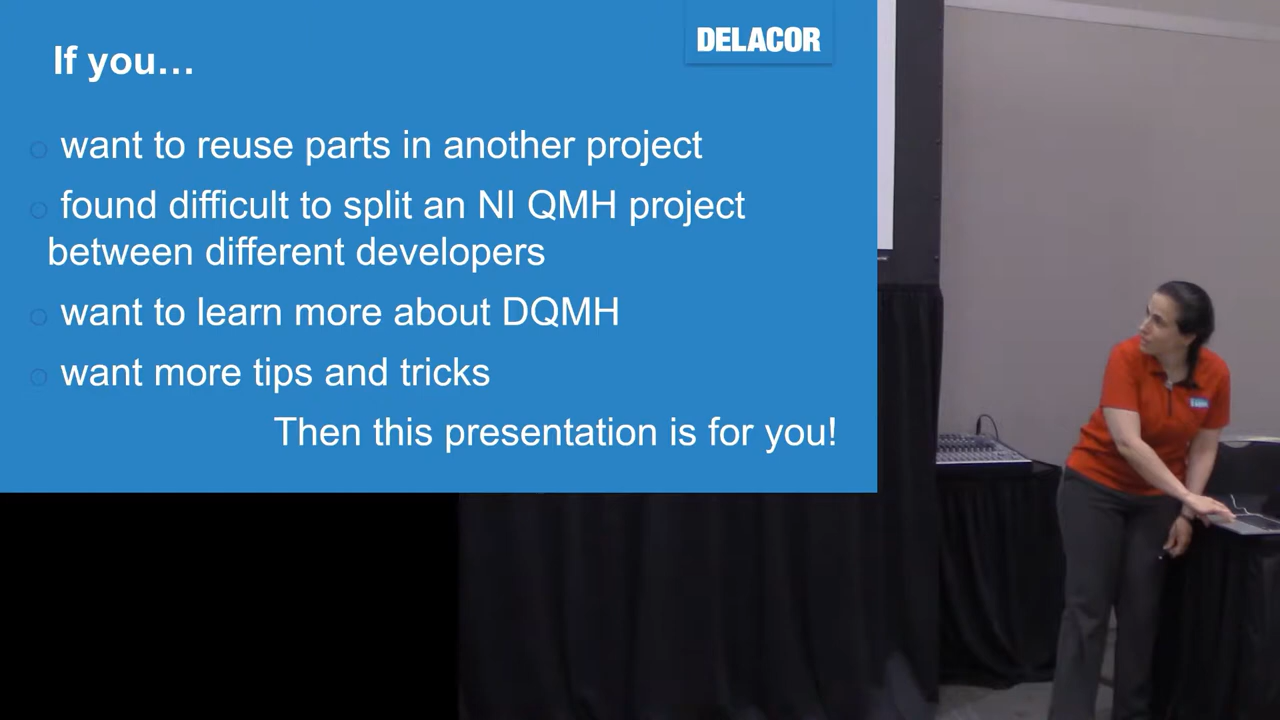 DELACOR
If you…
want to reuse parts in another project
found difficult to split an NI QMH project
between different developers
want to learn more about DQMH
want more tips and tricks
Then this presentation is for you!